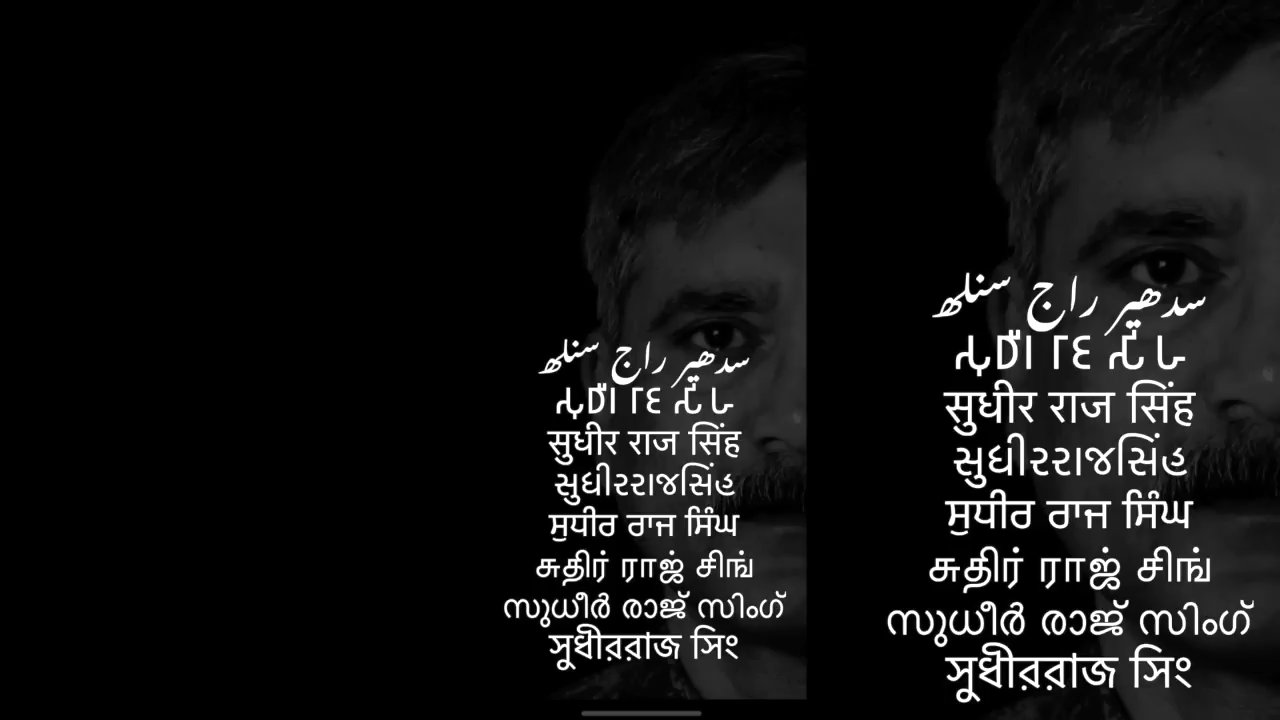 سدھیر راج سنلھ
सुधीर राज सिंह
સુધીરરાજસિંહ
ਸੁਧੀਰ ਰਾਜ ਸਿੰਘ
சுதிர் ராஜ் சிங்
സുധീർ രാജ് സിംഗ്
সুধীররাজ সিং
سدھیر راج سنلھ
सुधीर राज सिंह
સુધીરરાજસિંહ
ਸੁਧੀਰ ਰਾਜ ਸਿੰਘ
சுதிர் ராஜ் சிங்
സുധീർ രാജ് സിംഗ്
সুধীররাজ সিং